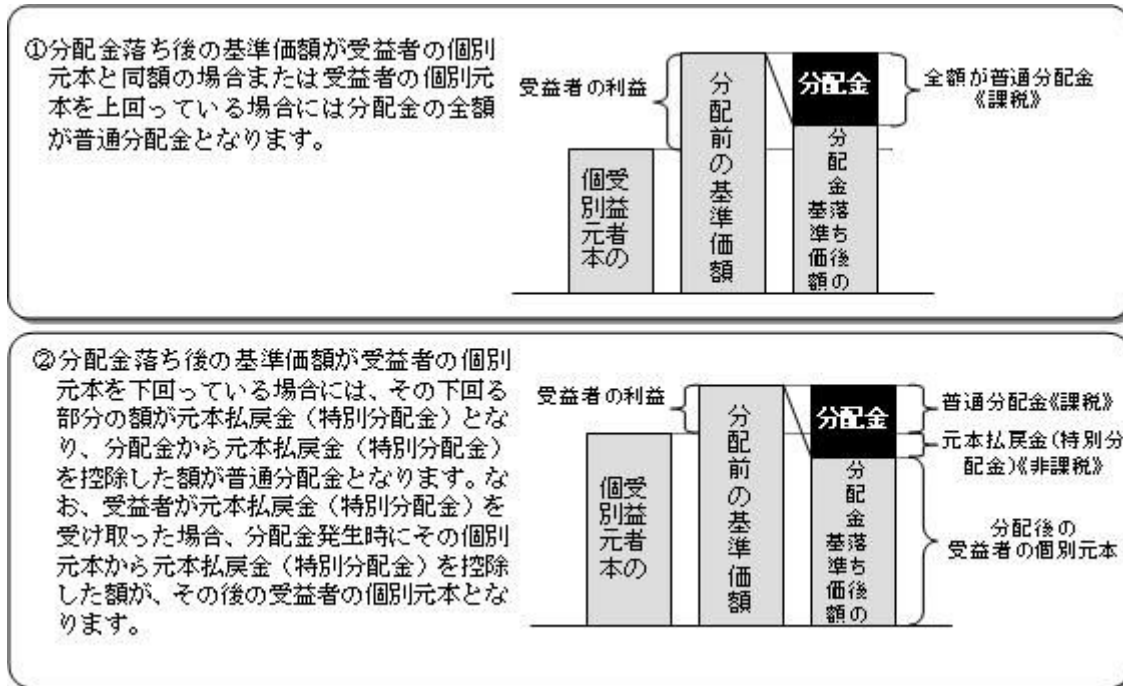 ①分配金落ち後の基準価額が受益者の個別
元本と同額の場合または受益者の個別元
本を上回っている場合には分配金の全額
が普通分配金となります。
受益者の利益
受益者の
個別元本
分配前の基準価額
分配金
分配金落ち後の
基準価額
全額が普通分配金
《課税》
②分配金落ち後の基準価額が受益者の個別
元本を下回っている場合には、その下回る
部分の額が元本払戻金（特別分配金）とな
り、分配金から元本払戻金（特別分配金）
を控除した額が普通分配金となります。な
お、受益者が元本払戻金（特別分配金）を
受け取った場合、分配金発生時にその個別
元本から元本払戻金（特別分配金）を控除
した額が、その後の受益者の個別元本とな
ります。
受益者の利益
受益者の
個別元本
分配前の基準価額
分配金
分配金落ち後の
基準価額
普通分配金《課税》
元本払戻金（特別分
配金）《非課税》
分配後の
受益者の個別元本